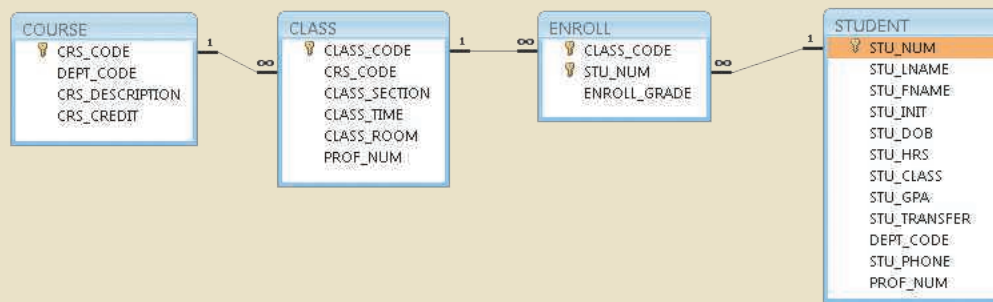 COURSE
CRS_CODE
DEPT_CODE
CRS_DESCRIPTION
CRS_CREDIT
1
∞
CLASS
CLASS_CODE
CRS_CODE
CLASS_SECTION
CLASS_TIME
CLASS_ROOM
PROF_NUM
1
∞
ENROLL
CLASS_CODE
STU_NUM
ENROLL_GRADE
∞
1
STUDENT
STU_NUM
STU_LNAME
STU_FNAME
STU_INIT
STU_DOB
STU_HRS
STU_CLASS
STU_GPA
STU_TRANSFER
DEPT_CODE
STU_PHONE
PROF_NUM